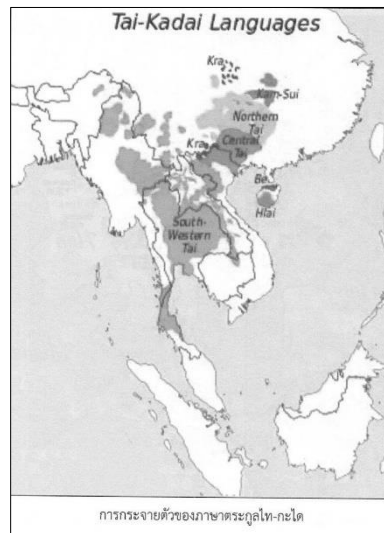 Tai-Kadai Languages
Kra
Kam-Sui
Northern
Tai
Central
Tai
Kra
Be
Hlai
South-
Western
Tai
การกระจายตัวของภาษาตระกูลไท-กะได